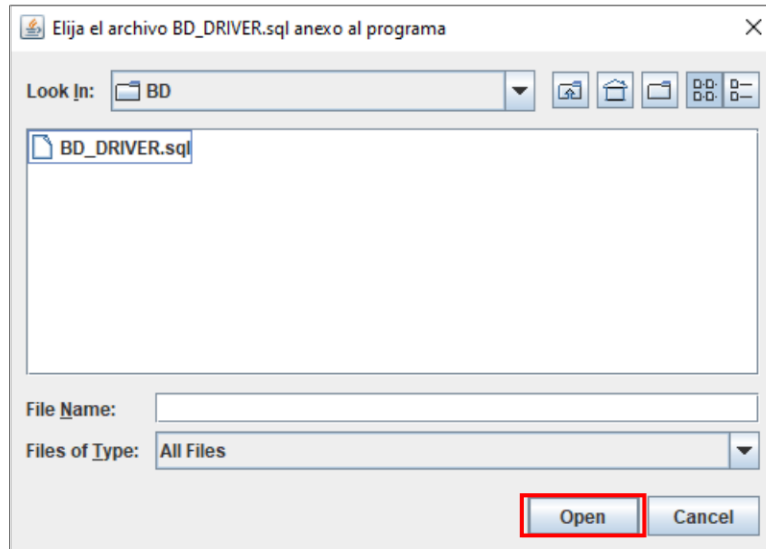 Elija el archivo BD_DRIVER.sql anexo al programa
Look In: BD
BD_DRIVER.sql
File Name:
Files of Type: All Files
Open Cancel